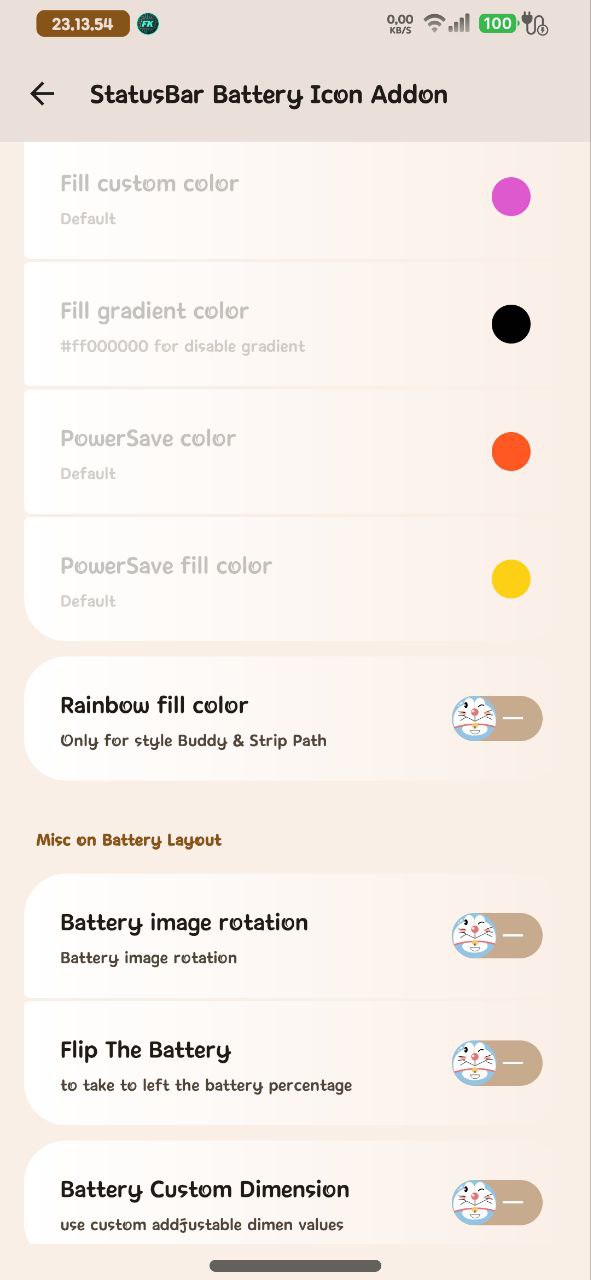 23.13.54
FK
0,00
KB/S
100
StatusBar Battery Icon Addon
Fill custom color
Default
Fill gradient color
#ff000000 for disable gradient
PowerSave color
Default
PowerSave fill color
Default
Rainbow fill color
Only for style Buddy & Strip Path
Misc on Battery Layout
Battery image rotation
Battery image rotation
Flip The Battery
to take to left the battery percentage
Battery Custom Dimension
use custom addjustable dimen values